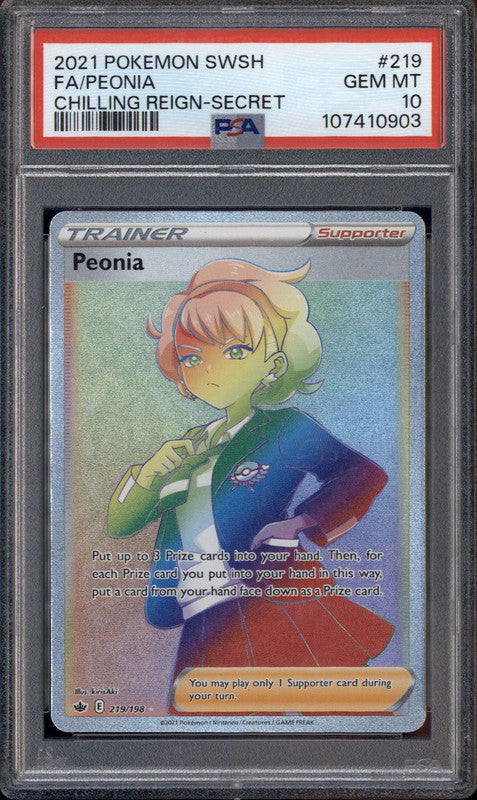 2021 POKEMON SWSH #219
FA/PEONIA GEM MT
CHILLING REIGN-SECRET 10
PSA 107410903
TRAINER Supporter
Peonia
Put up to 3 Prize cards into your hand. Then, for
each Prize card you put into your hand in this way,
put a card from your hand face down as a Prize card.
Illus. kirisAki
You may play only 1 Supporter card during
your turn.
E 219/198
©2021 Pokémon / Nintendo / Creatures / GAME FREAK
PSA